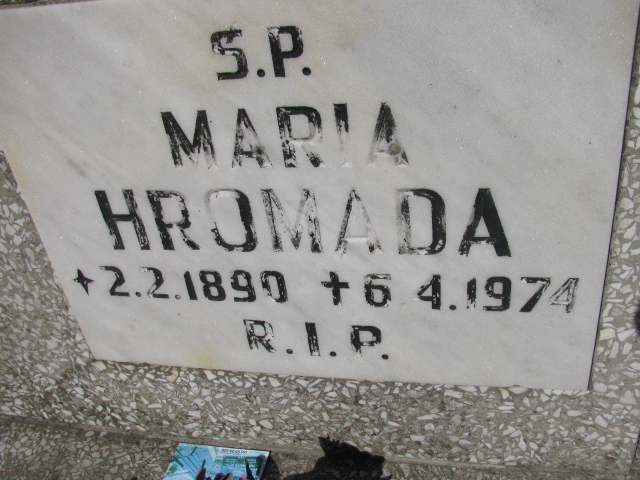 S.P.
MARIA
HROMADA
★2.2.1890 ✝6.4.1974
R.I.P.